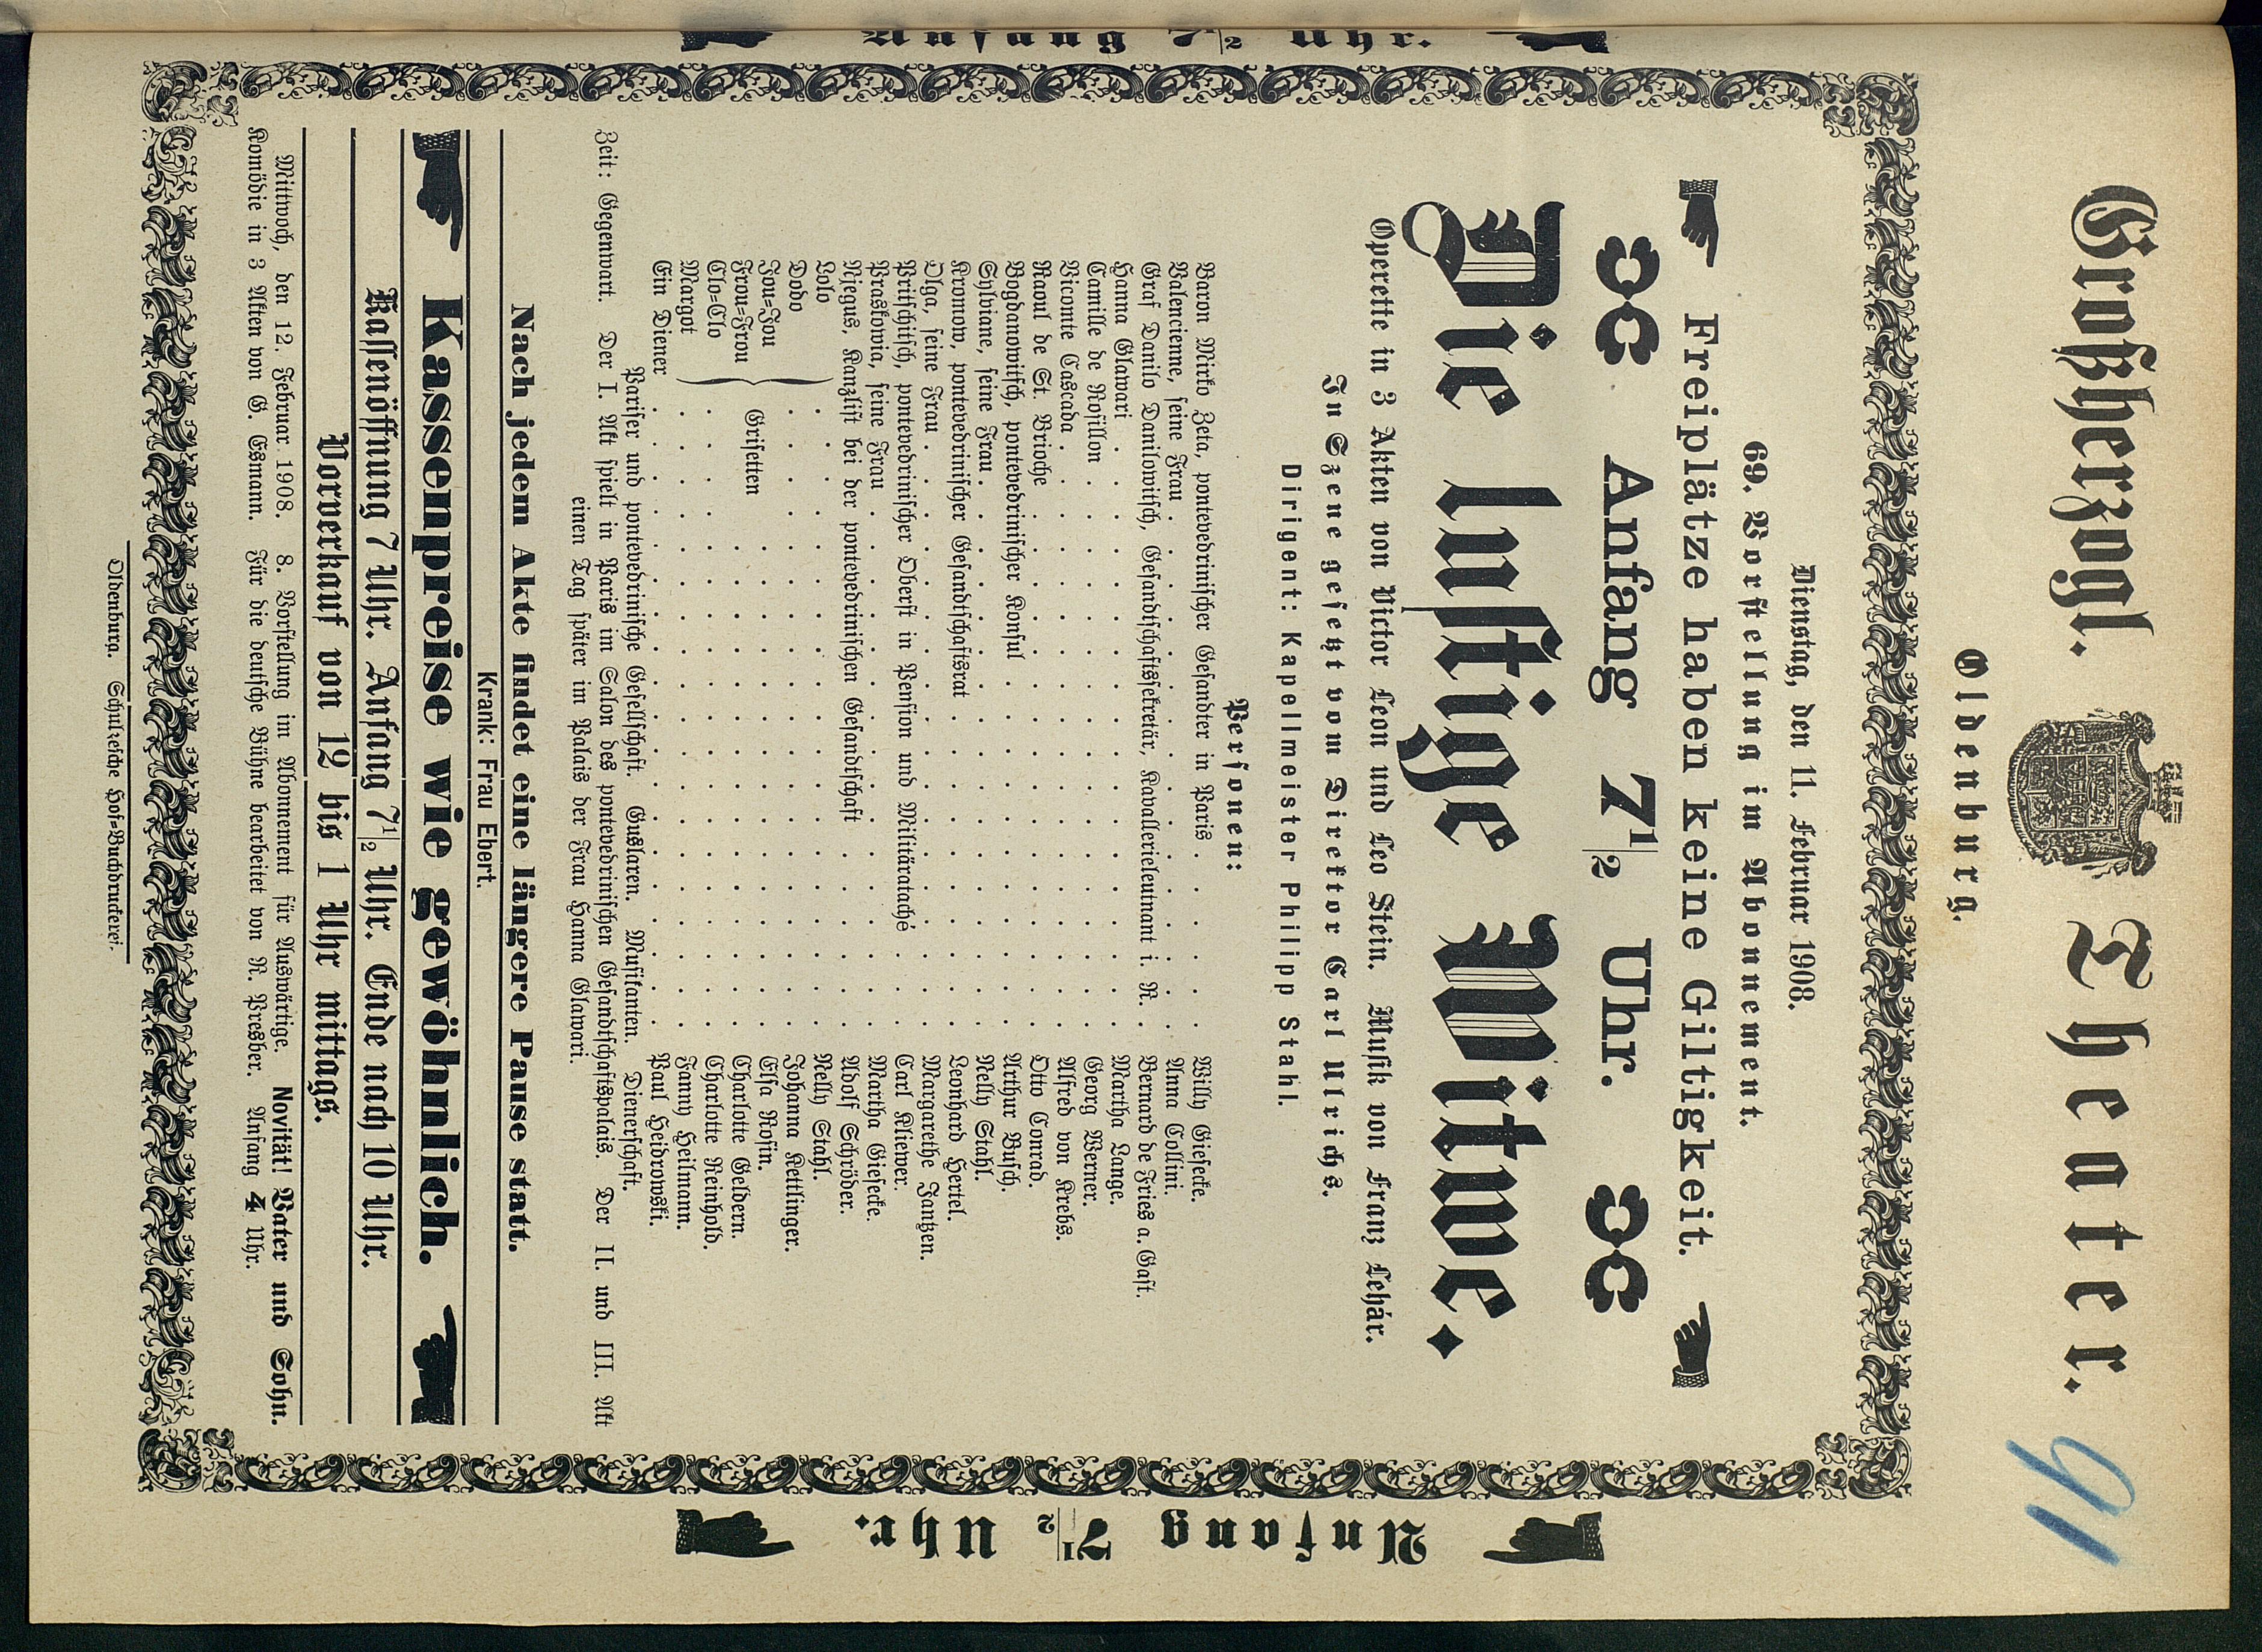 Großherzogl. Theater.
91
Oldenburg.
Dienstag, den 11. Februar 1908.
69. Vorstellung im Abonnement.
Freiplätze haben keine Giltigkeit.
Anfang 7 1/2 Uhr.
Die lustige Witwe.
Operette in 3 Akten von Victor Leon und Leo Stein. Musik von Franz Lehár.
In Szene gesetzt vom Direktor Carl Ulrichs.
Dirigent: Kapellmeister Philipp Stahl.
Personen:
Baron Mirko Zeta, pontevedrinischer Gesandter in Paris . . . . . Willy Giesecke.
Valencienne, seine Frau . . . . . Anna Collini.
Graf Danilo Danilowitsch, Gesandtschaftssekretär, Kavallerieleutnant i. R. . Bernard de Fries a. Gast.
Hanna Glawari . . . . . Martha Lange.
Camille de Rosillon . . . . . Georg Werner.
Vicomte Cascada . . . . . Alfred von Krebs.
Raoul de St. Brioche . . . . . Otto Conrad.
Bogdanowitsch, pontevedrinischer Konsul . . . . . Arthur Busch.
Sylviane, seine Frau . . . . . Nelly Stahl.
Kromow, pontevedrinischer Gesandtschaftsrat . . . . . Leonhard Hertel.
Olga, seine Frau . . . . . Margarethe Jantzen.
Pritschitsch, pontevedrinischer Oberst in Pension und Militärataché . . . . Carl Kliewer.
Praskowia, seine Frau . . . . . Martha Giesecke.
Njegus, Kanzlist bei der pontevedrinischen Gesandtschaft . . . . . Adolf Schröder.
Lolo . . . . . Nelly Stahl.
Dodo . . . . . Johanna Kettlinger.
Jou=Jou . . . . . Elsa Rosin.
Frou=Frou } Grisetten . . . . . Charlotte Geldern.
Clo=Clo . . . . . Charlotte Reinhold.
Margot . . . . . Fanny Heilmann.
Ein Diener . . . . . Paul Heidrowski.
Pariser und pontevedrinische Gesellschaft. Guslaren. Musikanten. Dienerschaft.
Zeit: Gegenwart. Der I. Akt spielt in Paris im Salon des pontevedrinischen Gesandtschaftspalais. Der II. und III. Akt
einen Tag später im Palais der Frau Hanna Glawari.
Nach jedem Akte findet eine längere Pause statt.
Krank: Frau Ebert.
Kassenpreise wie gewöhnlich.
Kassenöffnung 7 Uhr. Anfang 7 1/2 Uhr. Ende nach 10 Uhr.
Vorverkauf von 12 bis 1 Uhr mittags.
Mittwoch, den 12. Februar 1908. 8. Vorstellung im Abonnement für Auswärtige. Novität! Vater und Sohn.
Komödie in 3 Akten von G. Esmann. Für die deutsche Bühne bearbeitet von R. Presber. Anfang 4 Uhr.
Oldenburg. Schulzesche Hof=Buchdruckerei.
Anfang 7 1/2 Uhr.
Anfang 7 1/2 Uhr.